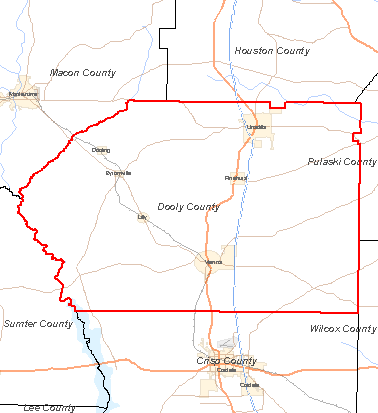 Houston County
Macon County
Montezuma
Unadilla
Dooling
Pulaski County
Byromville
Pinehurst
Dooly County
Lilly
Vienna
Sumter County
Wilcox County
Crisp County
Cordele
Cordele
Lee County